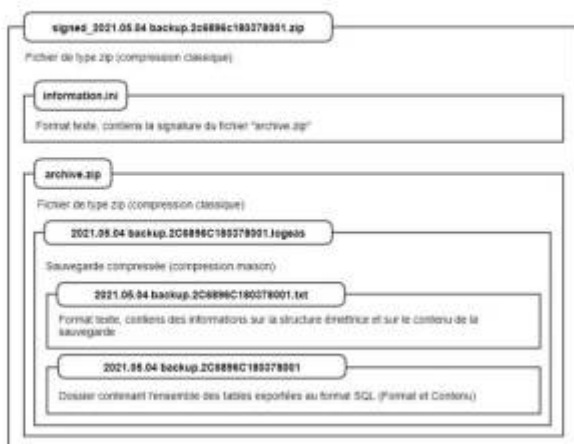 signed_2021.05.04 backup.2c6896c180378001.zip
Fichier de type zip (compression classique)
information.ini
Format texte, contiens la signature du fichier "archive.zip"
archive.zip
Fichier de type zip (compression classique)
2021.05.04 backup.2C6896C180378001.logeas
Sauvegarde compressée (compression maison)
2021.05.04 backup.2C6896C180378001.txt
Format texte, contiens des informations sur la structure émettrice et sur le contenu de la
sauvegarde
2021.05.04 backup.2C6896C180378001
Dossier contenant l'ensemble des tables exportées au format SQL (Format et Contenu)